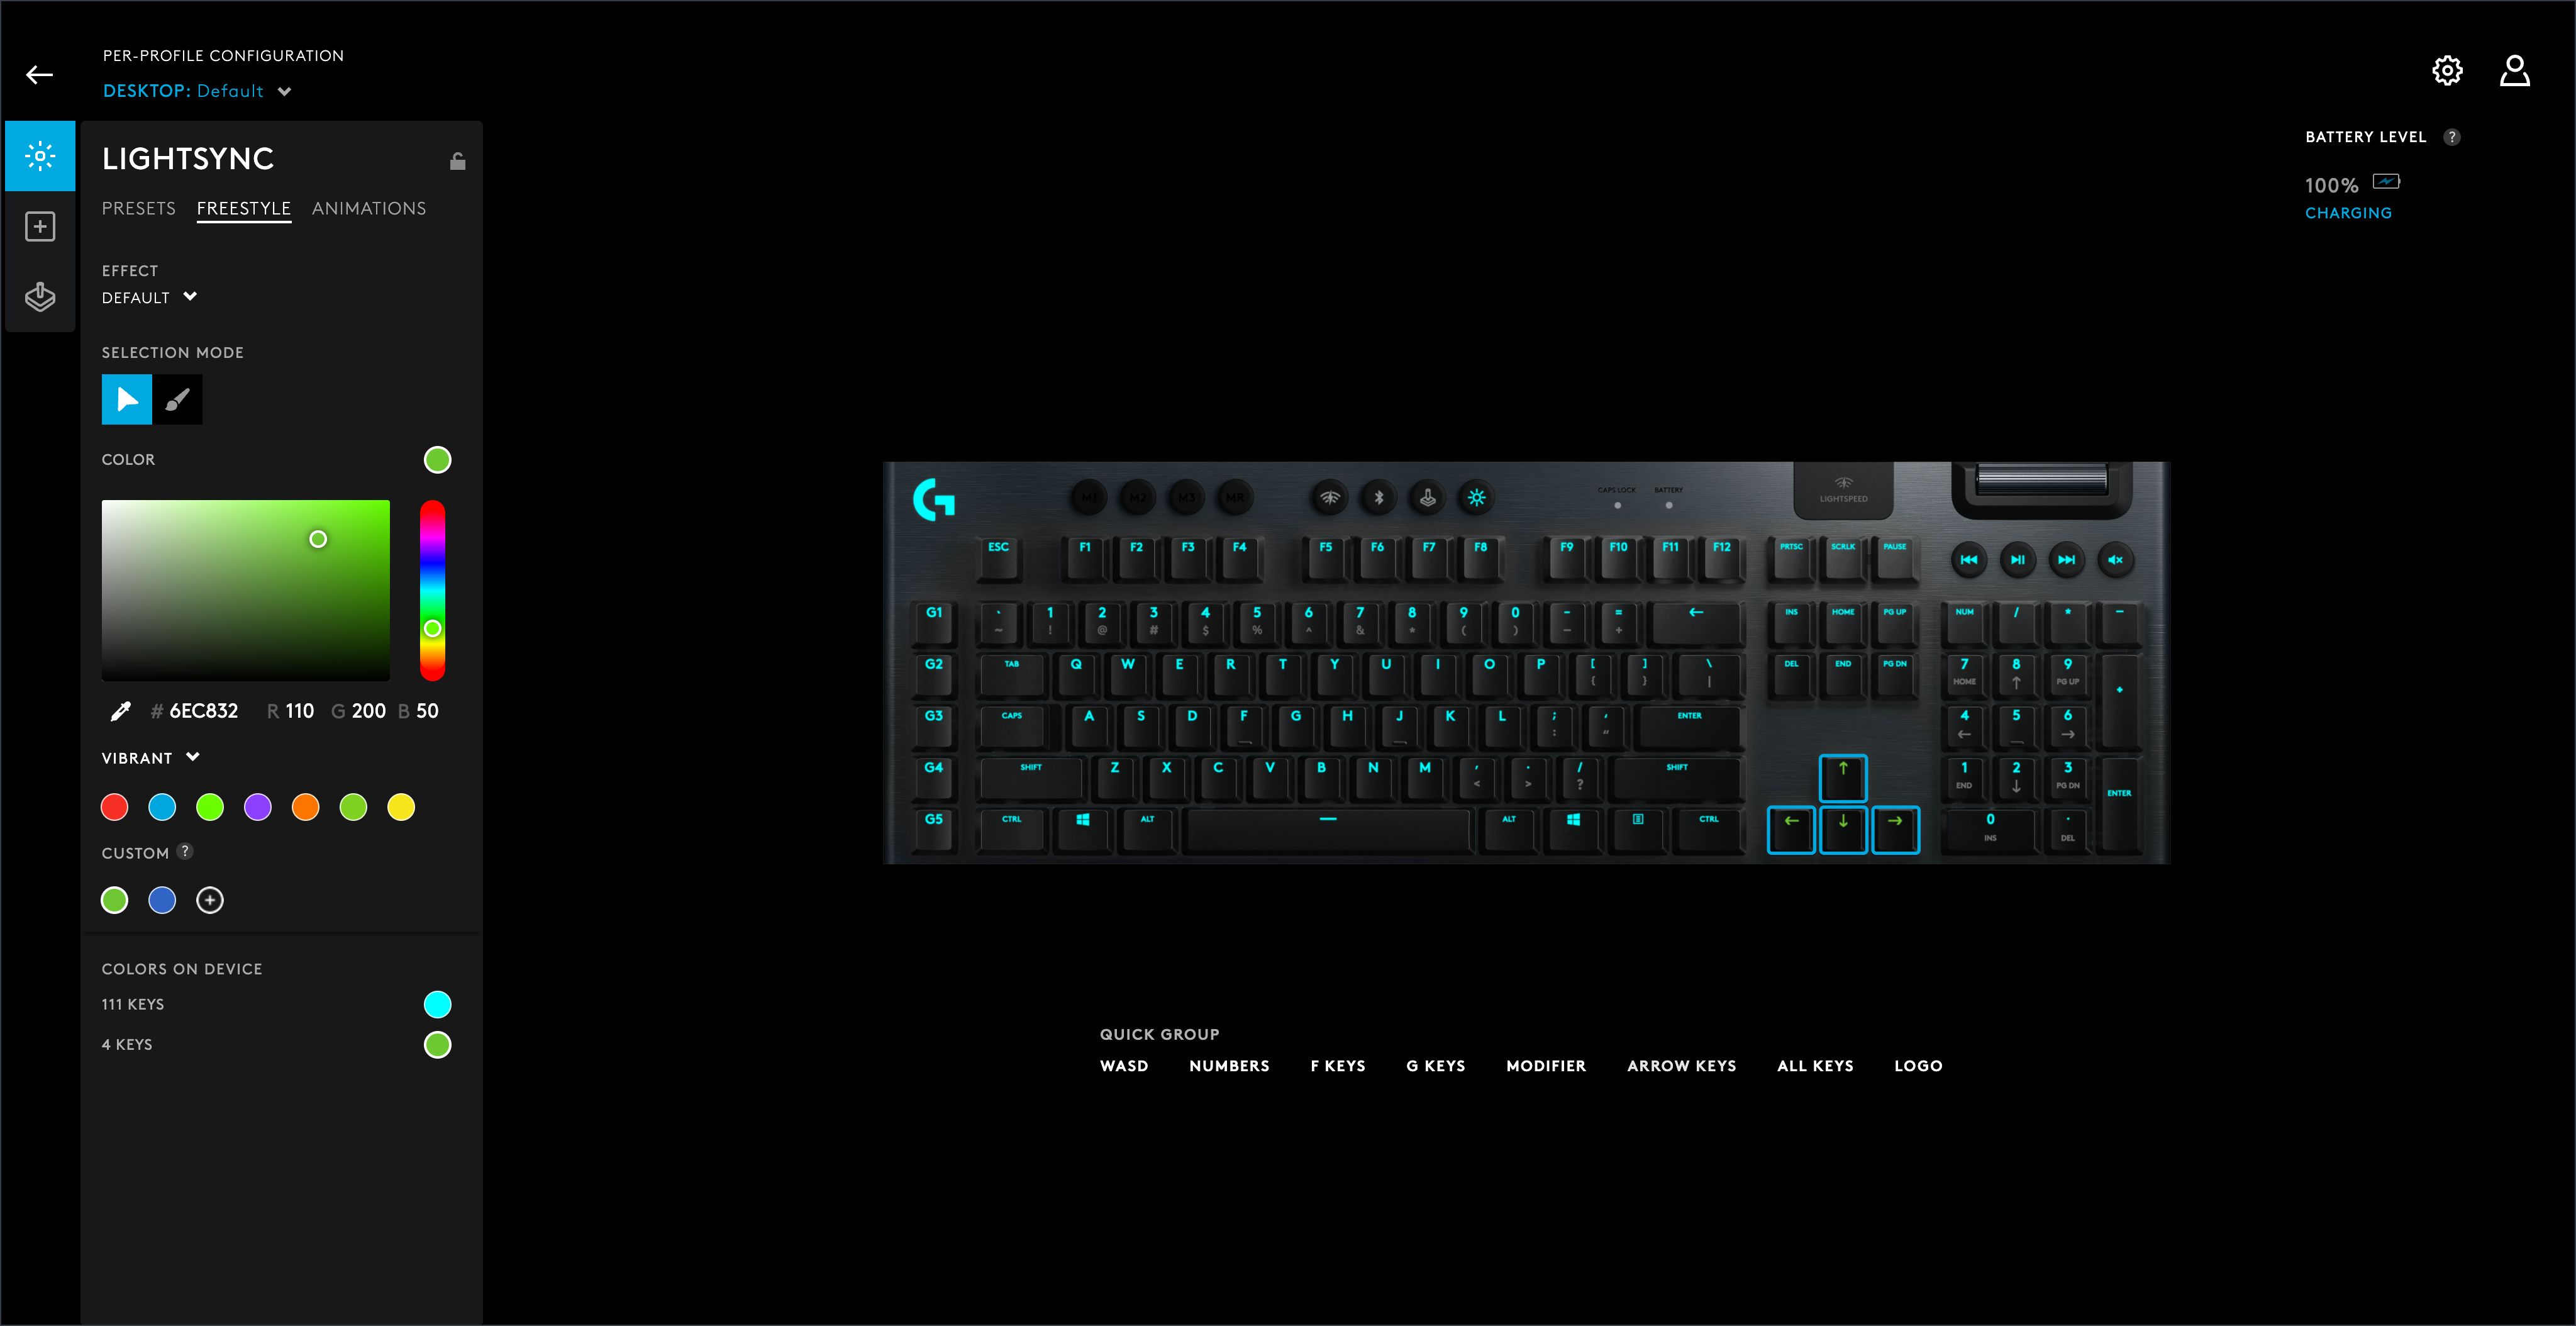 PER-PROFILE CONFIGURATION
DESKTOP: Default
LIGHTSYNC
PRESETS FREESTYLE ANIMATIONS
EFFECT
DEFAULT
SELECTION MODE
COLOR
# 6EC832 R 110 G 200 B 50
VIBRANT
CUSTOM ?
COLORS ON DEVICE
111 KEYS
4 KEYS
BATTERY LEVEL ?
100%
CHARGING
M1 M2 M3 MR CAPS LOCK BATTERY LIGHTSPEED
ESC F1 F2 F3 F4 F5 F6 F7 F8 F9 F10 F11 F12 PRTSC SCRLK PAUSE
G1 ` 1 2 3 4 5 6 7 8 9 0 - = ← INS HOME PG UP NUM / * −
~ ! @ # $ % ^ & * ( ) – +
G2 TAB Q W E R T Y U I O P [ ] \ DEL END PG DN 7 8 9 +
{ } | HOME ↑ PG UP
G3 CAPS A S D F G H J K L ; ' ENTER 4 5 6
: " ← →
G4 SHIFT Z X C V B N M , . / SHIFT ↑ 1 2 3 ENTER
< > ? END ↓ PG DN
G5 CTRL ALT ALT CTRL ← ↓ → 0 .
INS DEL
QUICK GROUP
WASD NUMBERS F KEYS G KEYS MODIFIER ARROW KEYS ALL KEYS LOGO